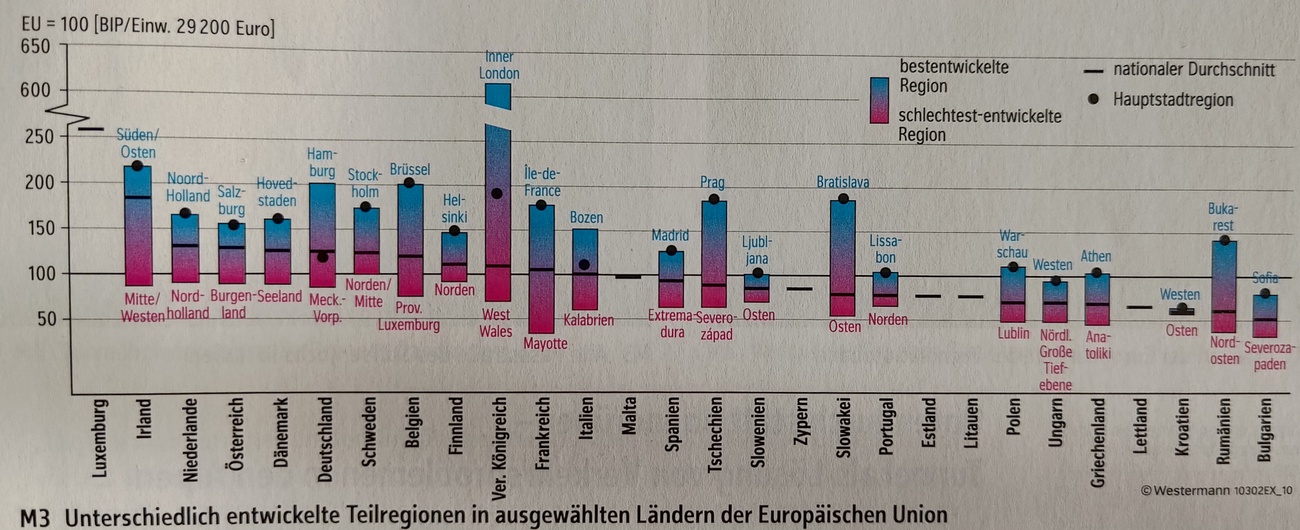 EU = 100 [BIP/Einw. 29 200 Euro]
650
600
250
200
150
100
50
bestentwickelte
Region
schlechtest-entwickelte
Region
nationaler Durchschnitt
Hauptstadtregion
Süden/
Osten
Mitte/
Westen
Noord-
Holland
Nord-
holland
Salz-
burg
Burgen-
land
Hoved-
staden
Seeland
Ham-
burg
Meck.-
Vorp.
Stock-
holm
Norden/
Mitte
Brüssel
Prov.
Luxemburg
Hel-
sinki
Norden
Inner
London
West
Wales
Île-de-
France
Mayotte
Bozen
Kalabrien
Madrid
Extrema-
dura
Prag
Severo-
západ
Ljubl-
jana
Osten
Bratislava
Osten
Lissa-
bon
Norden
War-
schau
Lublin
Westen
Nördl.
Große
Tief-
ebene
Athen
Ana-
toliki
Westen
Osten
Buka-
rest
Nord-
osten
Sofia
Severoza-
paden
Luxemburg
Irland
Niederlande
Österreich
Dänemark
Deutschland
Schweden
Belgien
Finnland
Ver. Königreich
Frankreich
Italien
Malta
Spanien
Tschechien
Slowenien
Zypern
Slowakei
Portugal
Estland
Litauen
Polen
Ungarn
Griechenland
Lettland
Kroatien
Rumänien
Bulgarien
©Westermann 10302EX_10
M3 Unterschiedlich entwickelte Teilregionen in ausgewählten Ländern der Europäischen Union